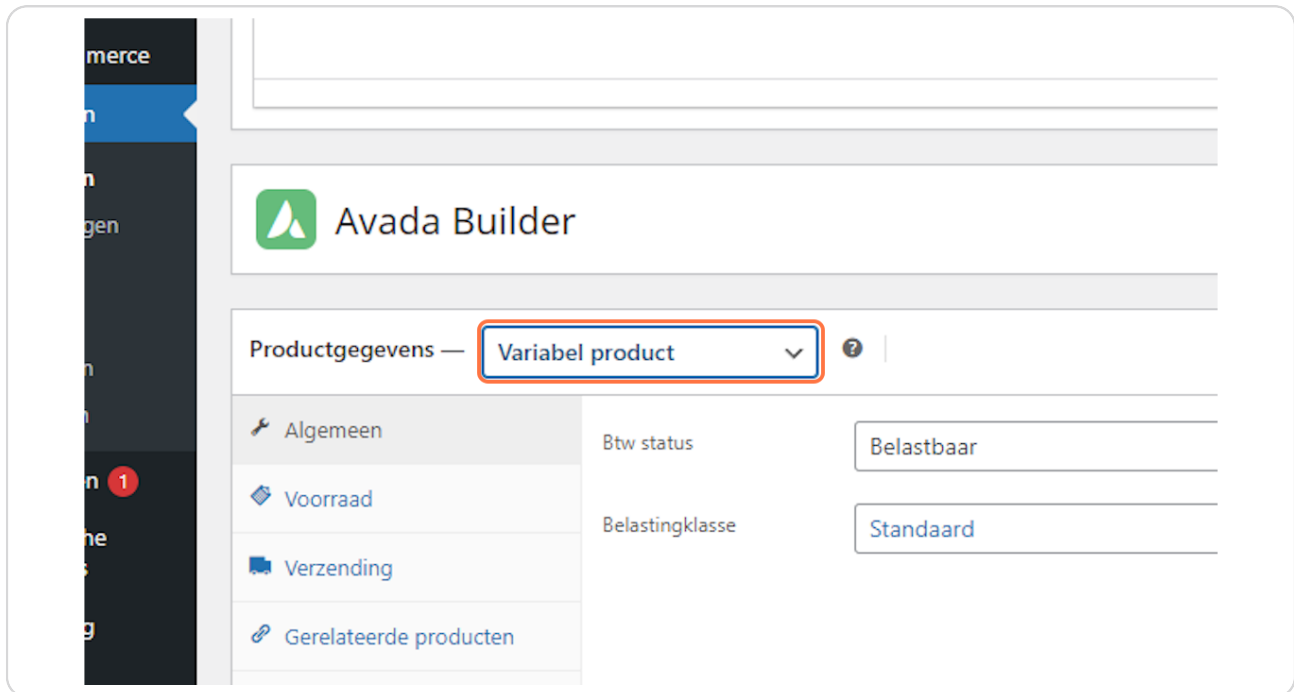 merce
n
n
gen
n
n 1
he
s
g
Avada Builder
Productgegevens — Variabel product
Algemeen
Voorraad
Verzending
Gerelateerde producten
Btw status Belastbaar
Belastingklasse Standaard